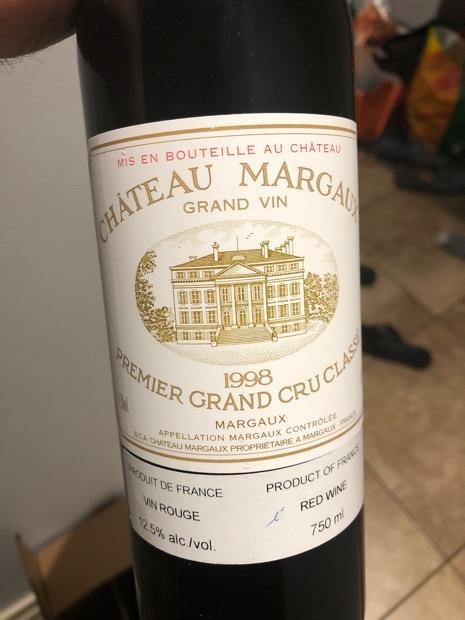 MIS EN BOUTEILLE AU CHÂTEAU
CHÂTEAU MARGAUX
GRAND VIN
1998
PREMIER GRAND CRU CLASSÉ
MARGAUX
APPELLATION MARGAUX CONTRÔLÉE
S.C.A. CHATEAU MARGAUX PROPRIÉTAIRE A MARGAUX - FRANCE
PRODUIT DE FRANCE
VIN ROUGE
12.5% alc./vol.
PRODUCT OF FRANCE
RED WINE
750 ml